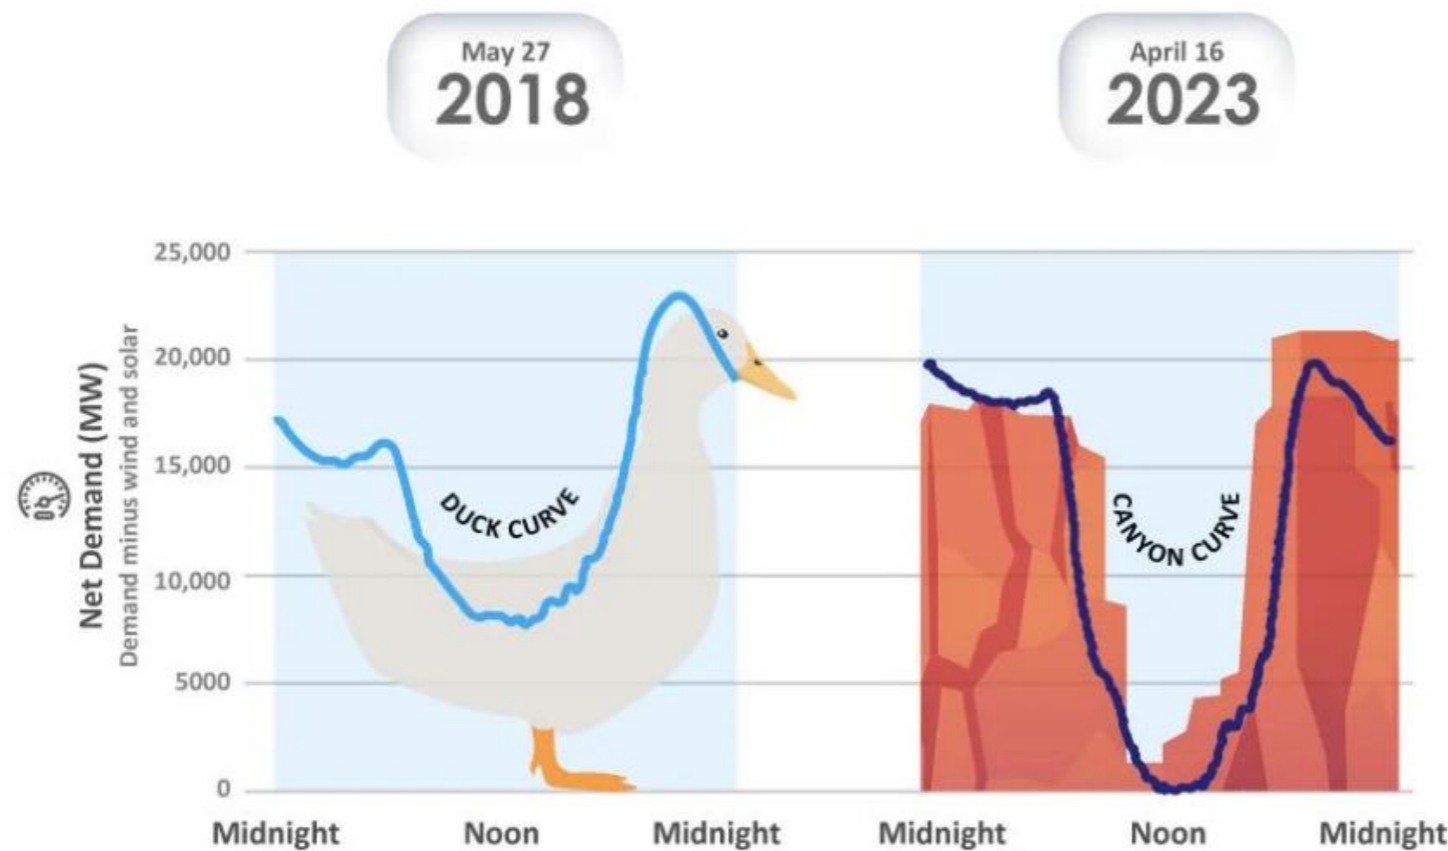 May 27
2018
April 16
2023
Net Demand (MW)
Demand minus wind and solar
25,000
20,000
15,000
10,000
5000
0
DUCK CURVE
CANYON CURVE
Midnight
Noon
Midnight
Midnight
Noon
Midnight